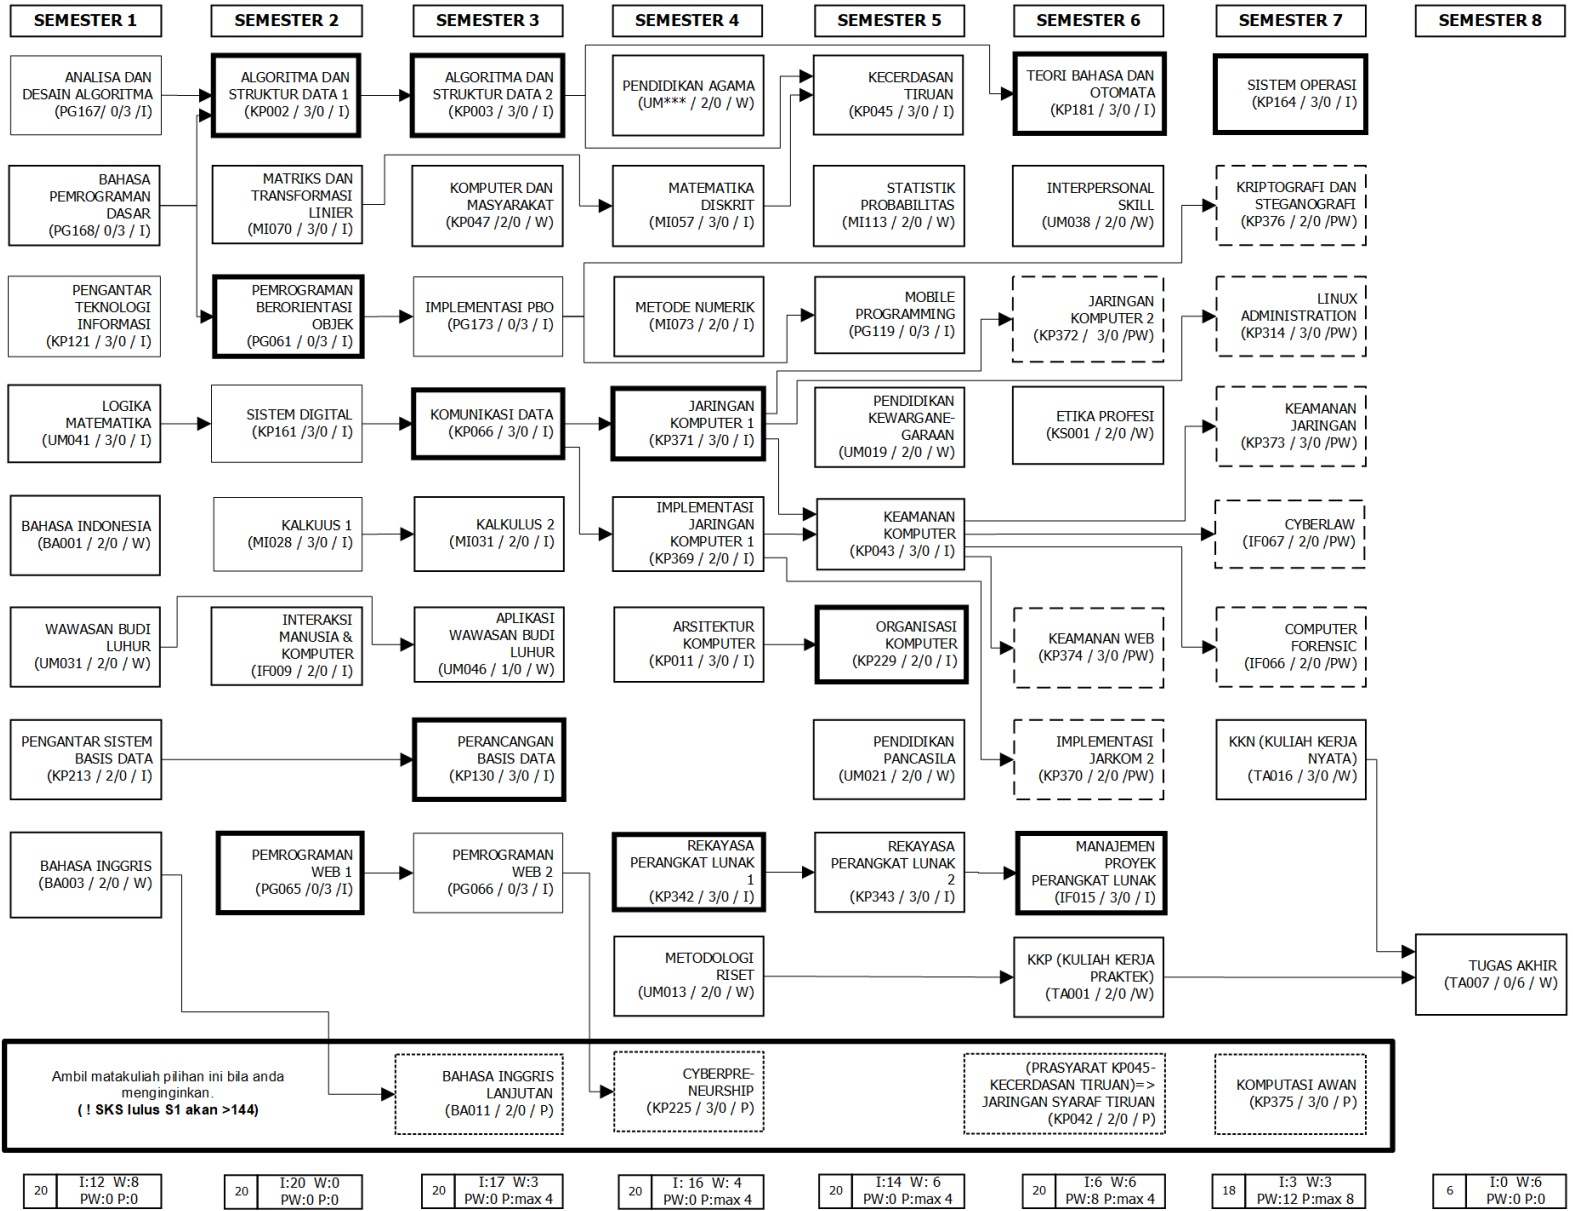 SEMESTER 1
SEMESTER 2
SEMESTER 3
SEMESTER 4
SEMESTER 5
SEMESTER 6
SEMESTER 7
SEMESTER 8
ANALISA DAN
DESAIN ALGORITMA
(PG167/ 0/3 /I)
ALGORITMA DAN
STRUKTUR DATA 1
(KP002 / 3/0 / I)
ALGORITMA DAN
STRUKTUR DATA 2
(KP003 / 3/0 / I)
PENDIDIKAN AGAMA
(UM*** / 2/0 / W)
KECERDASAN
TIRUAN
(KP045 / 3/0 / I)
TEORI BAHASA DAN
OTOMATA
(KP181 / 3/0 / I)
SISTEM OPERASI
(KP164 / 3/0 / I)
BAHASA
PEMROGRAMAN
DASAR
(PG168/ 0/3 / I)
MATRIKS DAN
TRANSFORMASI
LINIER
(MI070 / 3/0 / I)
KOMPUTER DAN
MASYARAKAT
(KP047 /2/0 / W)
MATEMATIKA
DISKRIT
(MI057 / 3/0 / I)
STATISTIK
PROBABILITAS
(MI113 / 2/0 / W)
INTERPERSONAL
SKILL
(UM038 / 2/0 /W)
KRIPTOGRAFI DAN
STEGANOGRAFI
(KP376 / 2/0 /PW)
PENGANTAR
TEKNOLOGI
INFORMASI
(KP121 / 3/0 / I)
PEMROGRAMAN
BERORIENTASI
OBJEK
(PG061 / 0/3 / I)
IMPLEMENTASI PBO
(PG173 / 0/3 / I)
METODE NUMERIK
(MI073 / 2/0 / I)
MOBILE
PROGRAMMING
(PG119 / 0/3 / I)
JARINGAN
KOMPUTER 2
(KP372 /  3/0 /PW)
LINUX
ADMINISTRATION
(KP314 / 3/0 /PW)
LOGIKA
MATEMATIKA
(UM041 / 3/0 / I)
SISTEM DIGITAL
(KP161 /3/0 / I)
KOMUNIKASI DATA
(KP066 / 3/0 / I)
JARINGAN
KOMPUTER 1
(KP371 / 3/0 / I)
PENDIDIKAN
KEWARGANE-
GARAAN
(UM019 / 2/0 / W)
ETIKA PROFESI
(KS001 / 2/0 /W)
KEAMANAN
JARINGAN
(KP373 / 3/0 /PW)
BAHASA INDONESIA
(BA001 / 2/0 / W)
KALKUUS 1
(MI028 / 3/0 / I)
KALKULUS 2
(MI031 / 2/0 / I)
IMPLEMENTASI
JARINGAN
KOMPUTER 1
(KP369 / 2/0 / I)
KEAMANAN
KOMPUTER
(KP043 / 3/0 / I)
CYBERLAW
(IF067 / 2/0 /PW)
WAWASAN BUDI
LUHUR
(UM031 / 2/0 / W)
INTERAKSI
MANUSIA &
KOMPUTER
(IF009 / 2/0 / I)
APLIKASI
WAWASAN BUDI
LUHUR
(UM046 / 1/0 / W)
ARSITEKTUR
KOMPUTER
(KP011 / 3/0 / I)
ORGANISASI
KOMPUTER
(KP229 / 2/0 / I)
KEAMANAN WEB
(KP374 / 3/0 /PW)
COMPUTER
FORENSIC
(IF066 / 2/0 /PW)
PENGANTAR SISTEM
BASIS DATA
(KP213 / 2/0 / I)
PERANCANGAN
BASIS DATA
(KP130 / 3/0 / I)
PENDIDIKAN
PANCASILA
(UM021 / 2/0 / W)
IMPLEMENTASI
JARKOM 2
(KP370 / 2/0 /PW)
KKN (KULIAH KERJA
NYATA)
(TA016 / 3/0 /W)
BAHASA INGGRIS
(BA003 / 2/0 / W)
PEMROGRAMAN
WEB 1
(PG065 /0/3 /I)
PEMROGRAMAN
WEB 2
(PG066 / 0/3 / I)
REKAYASA
PERANGKAT LUNAK
1
(KP342 / 3/0 / I)
REKAYASA
PERANGKAT LUNAK
2
(KP343 / 3/0 / I)
MANAJEMEN
PROYEK
PERANGKAT LUNAK
(IF015 / 3/0 / I)
METODOLOGI
RISET
(UM013 / 2/0 / W)
KKP (KULIAH KERJA
PRAKTEK)
(TA001 / 2/0 /W)
TUGAS AKHIR
(TA007 / 0/6 / W)
Ambil matakuliah pilihan ini bila anda
menginginkan.
( ! SKS lulus S1 akan >144)
BAHASA INGGRIS
LANJUTAN
(BA011 / 2/0 / P)
CYBERPRE-
NEURSHIP
(KP225 / 3/0 / P)
(PRASYARAT KP045-
KECERDASAN TIRUAN)=>
JARINGAN SYARAF TIRUAN
(KP042 / 2/0 / P)
KOMPUTASI AWAN
(KP375 / 3/0 / P)
20
I:12  W:8
PW:0 P:0
20
I:20  W:0
PW:0 P:0
20
I:17  W:3
PW:0 P:max 4
20
I: 16  W: 4
PW:0 P:max 4
20
I:14  W: 6
PW:0 P:max 4
20
I:6  W:6
PW:8 P:max 4
18
I:3  W:3
PW:12 P:max 8
6
I:0  W:6
PW:0 P:0